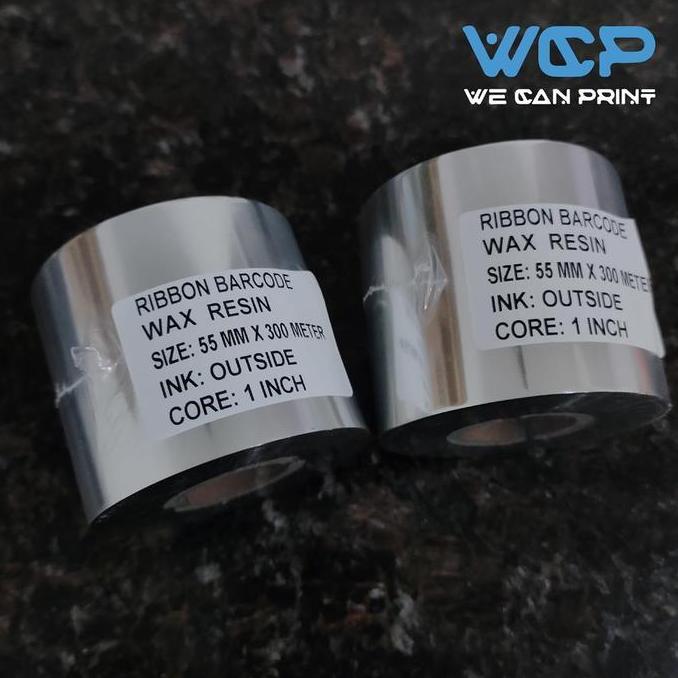 WCP
WE CAN PRINT
RIBBON BARCODE
WAX RESIN
SIZE: 55 MM X 300 METER
INK: OUTSIDE
CORE: 1 INCH
RIBBON BARCODE
WAX RESIN
SIZE: 55 MM X 300 METER
INK: OUTSIDE
CORE: 1 INCH